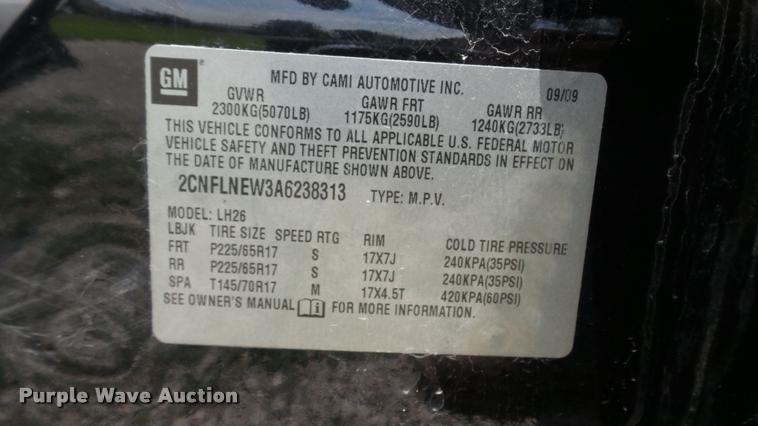 GM
MFD BY CAMI AUTOMOTIVE INC. 09/09
GVWR GAWR FRT GAWR RR
2300KG(5070LB) 1175KG(2590LB) 1240KG(2733LB)
THIS VEHICLE CONFORMS TO ALL APPLICABLE U.S. FEDERAL MOTOR
VEHICLE SAFETY AND THEFT PREVENTION STANDARDS IN EFFECT ON
THE DATE OF MANUFACTURE SHOWN ABOVE.
2CNFLNEW3A6238313 TYPE: M.P.V.
MODEL: LH26
LBJK TIRE SIZE SPEED RTG RIM COLD TIRE PRESSURE
FRT P225/65R17 S 17X7J 240KPA(35PSI)
RR P225/65R17 S 17X7J 240KPA(35PSI)
SPA T145/70R17 M 17X4.5T 420KPA(60PSI)
SEE OWNER'S MANUAL i FOR MORE INFORMATION.
Purple Wave Auction